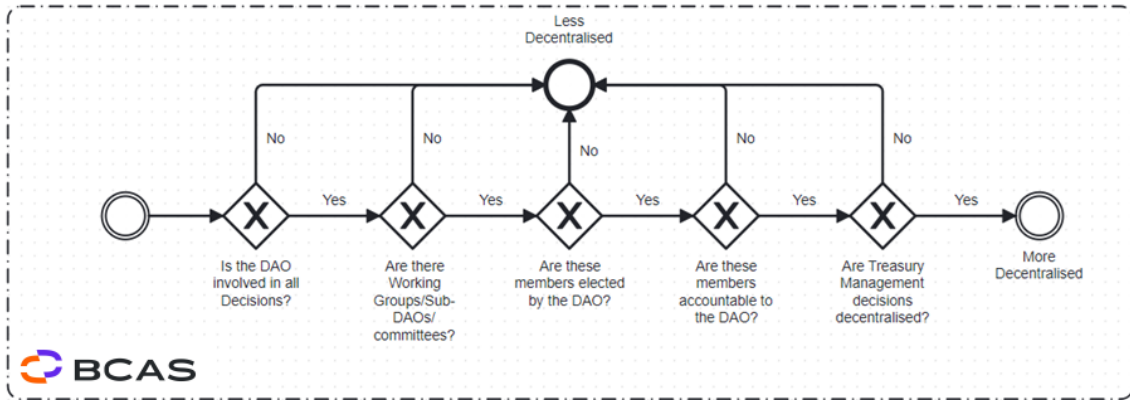 Less
Decentralised
No
No
No
No
No
Yes
Yes
Yes
Yes
Yes
Is the DAO
involved in all
Decisions?
Are there
Working
Groups/Sub-
DAOs/
committees?
Are these
members elected
by the DAO?
Are these
members
accountable to
the DAO?
Are Treasury
Management
decisions
decentralised?
More
Decentralised
BCAS